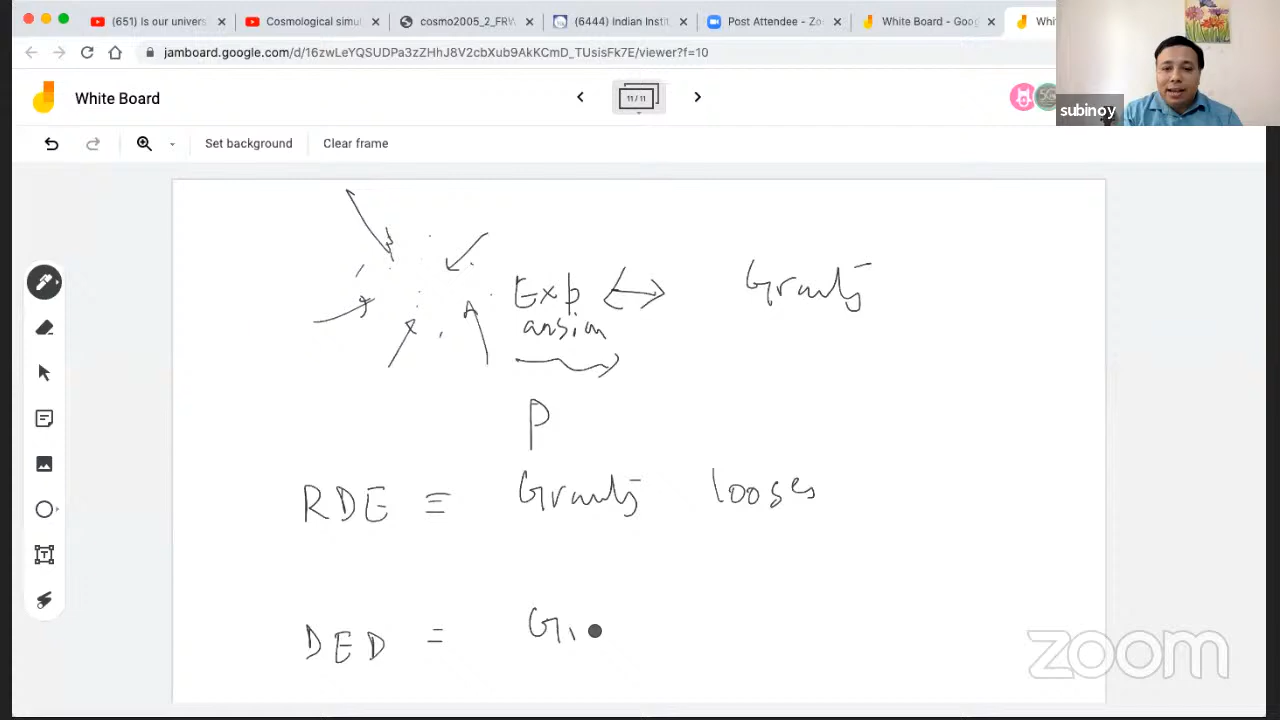 (651) Is our univers
Cosmological simul
cosmo2005_2_FRW
(6444) Indian Instit
Post Attendee - Zoo
White Board - Goog
Whi
jamboard.google.com/d/16zwLeYQSUDPa3zZHhJ8V2cbXub9AkKCmD_TUsisFk7E/viewer?f=10
White Board
11 / 11
subinoy
Set background
Clear frame
Exp
ansion
Gravity
P
RDE ≡ Gravity looses
DED = Gr
zoom